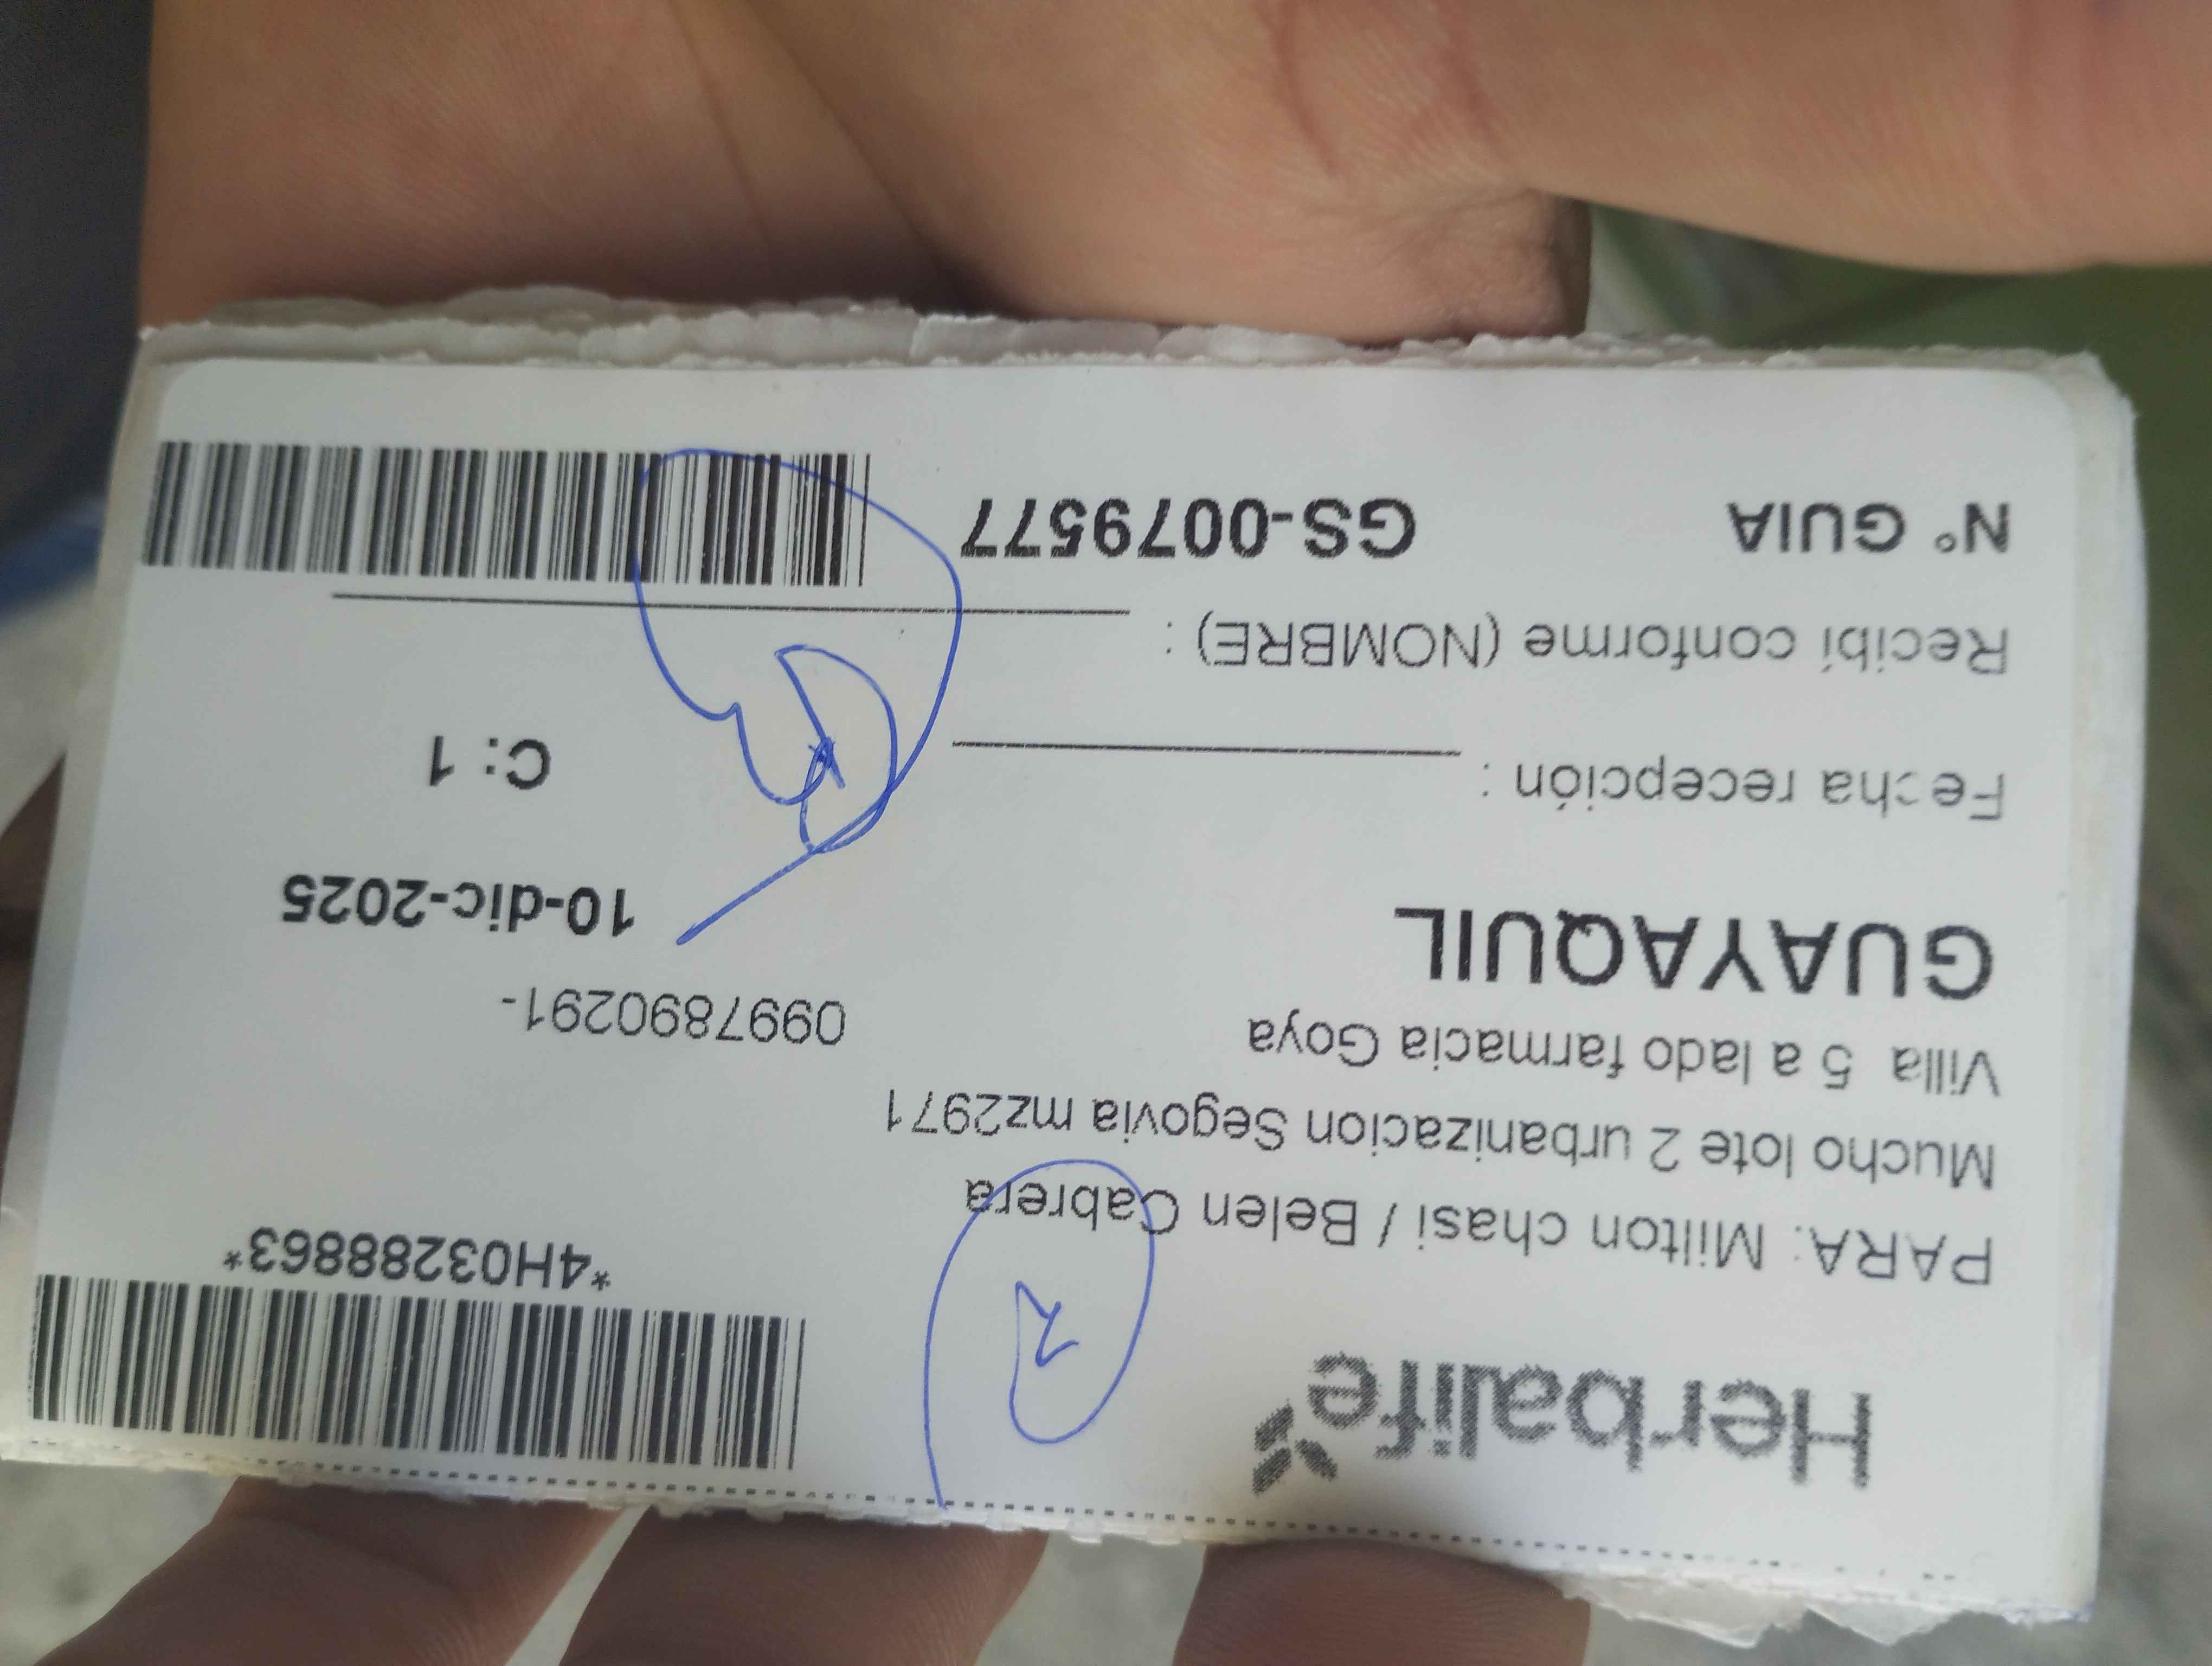 Herbalife
*4H03288863*
PARA: Milton chasi / Belen Cabrera
Mucho lote 2 urbanizacion Segovia mz2971
Villa 5 a lado farmacia Goya
0997890291-
GUAYAQUIL
10-dic-2025
Fecha recepción :
C: 1
Recibí conforme (NOMBRE) :
N° GUIA GS-0079577